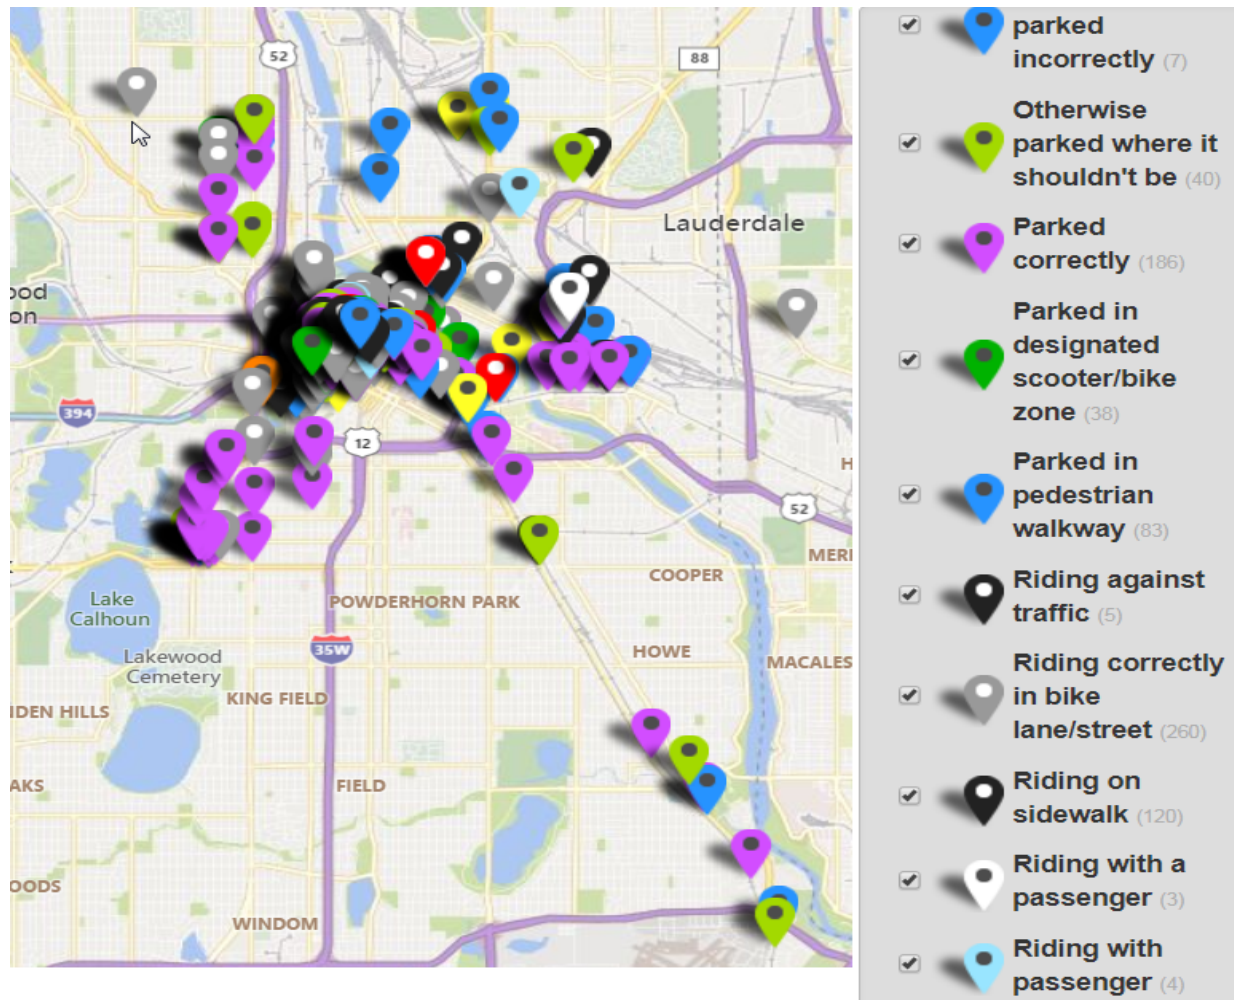 52
88
Lauderdale
ood
on
394
12
52
H
MERI
COOPER
Lake
Calhoun
POWDERHORN PARK
35W
HOWE
Lakewood
Cemetery
MACALES
KING FIELD
IDEN HILLS
AKS
FIELD
OODS
WINDOM
parked
incorrectly (7)
Otherwise
parked where it
shouldn't be (40)
Parked
correctly (186)
Parked in
designated
scooter/bike
zone (38)
Parked in
pedestrian
walkway (83)
Riding against
traffic (5)
Riding correctly
in bike
lane/street (260)
Riding on
sidewalk (120)
Riding with a
passenger (3)
Riding with
passenger (4)